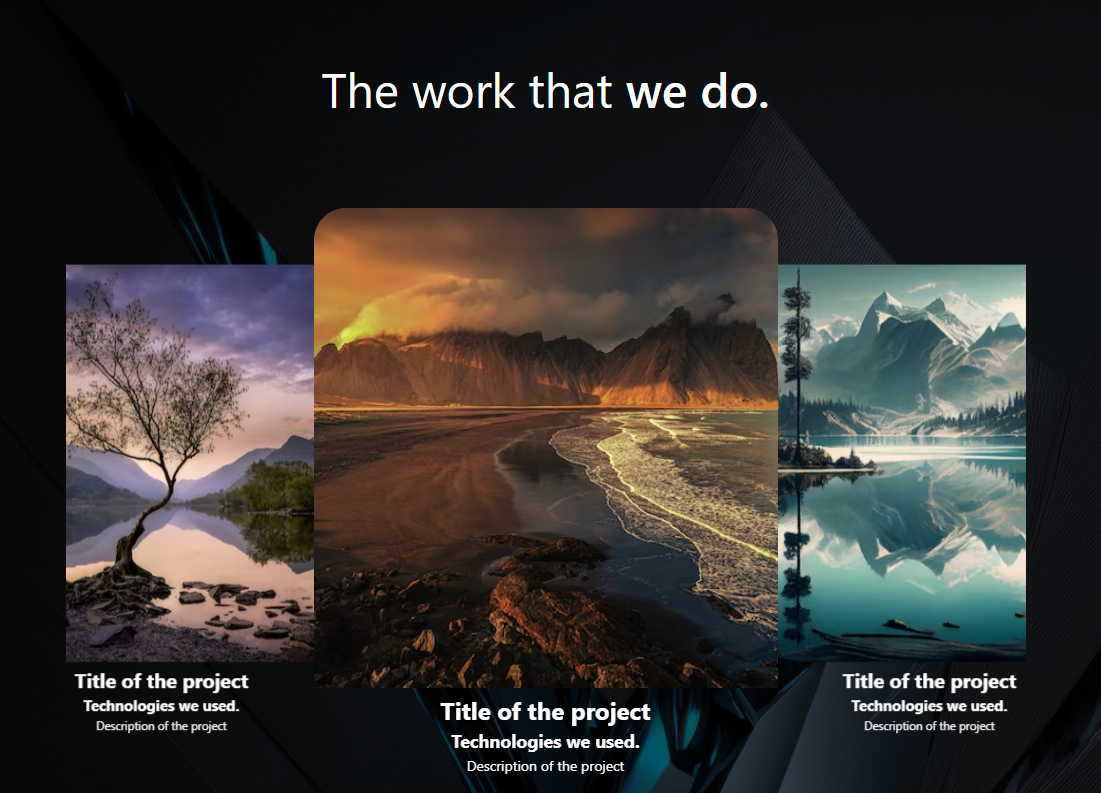 The work that we do.
Title of the project
Technologies we used.
Description of the project
Title of the project
Technologies we used.
Description of the project
Title of the project
Technologies we used.
Description of the project